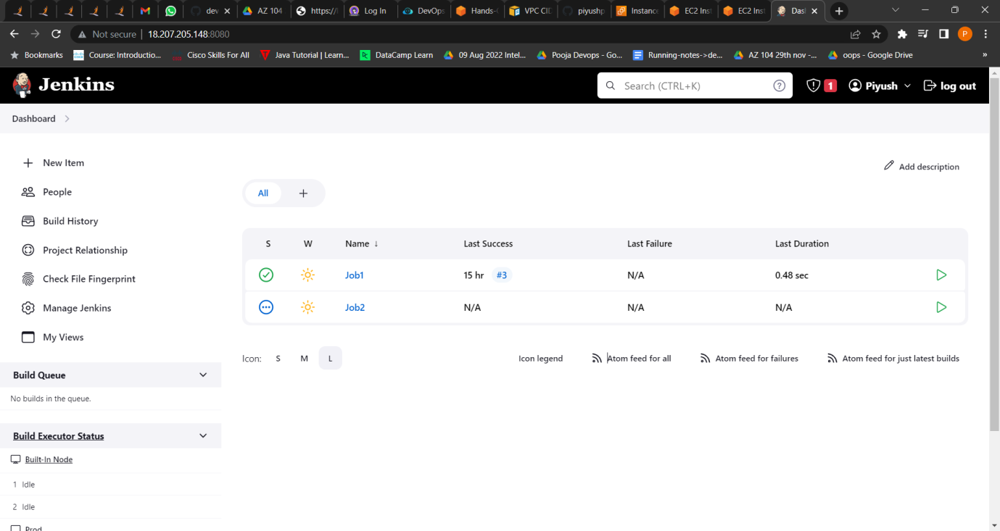 dev
AZ 104
https://
Log In
DevOps
Hands-
VPC CID
piyushp
Instance
EC2 Inst
EC2 Inst
Das
Not secure | 18.207.205.148:8080
P
Bookmarks
Course: Introductio...
Cisco Skills For All
Java Tutorial | Learn...
DataCamp Learn
09 Aug 2022 Intel...
Pooja Devops - Go...
Running-notes->de...
AZ 104 29th nov -...
oops - Google Drive
»
Jenkins
Search (CTRL+K)
?
1
Piyush
log out
Dashboard
New Item
Add description
People
All
+
Build History
S W Name ↓ Last Success Last Failure Last Duration
Project Relationship
Check File Fingerprint
Job1 15 hr #3 N/A 0.48 sec
Manage Jenkins
Job2 N/A N/A N/A
My Views
Icon: S M L
Icon legend
Atom feed for all
Atom feed for failures
Atom feed for just latest builds
Build Queue
No builds in the queue.
Build Executor Status
Built-In Node
1 Idle
2 Idle
Prod